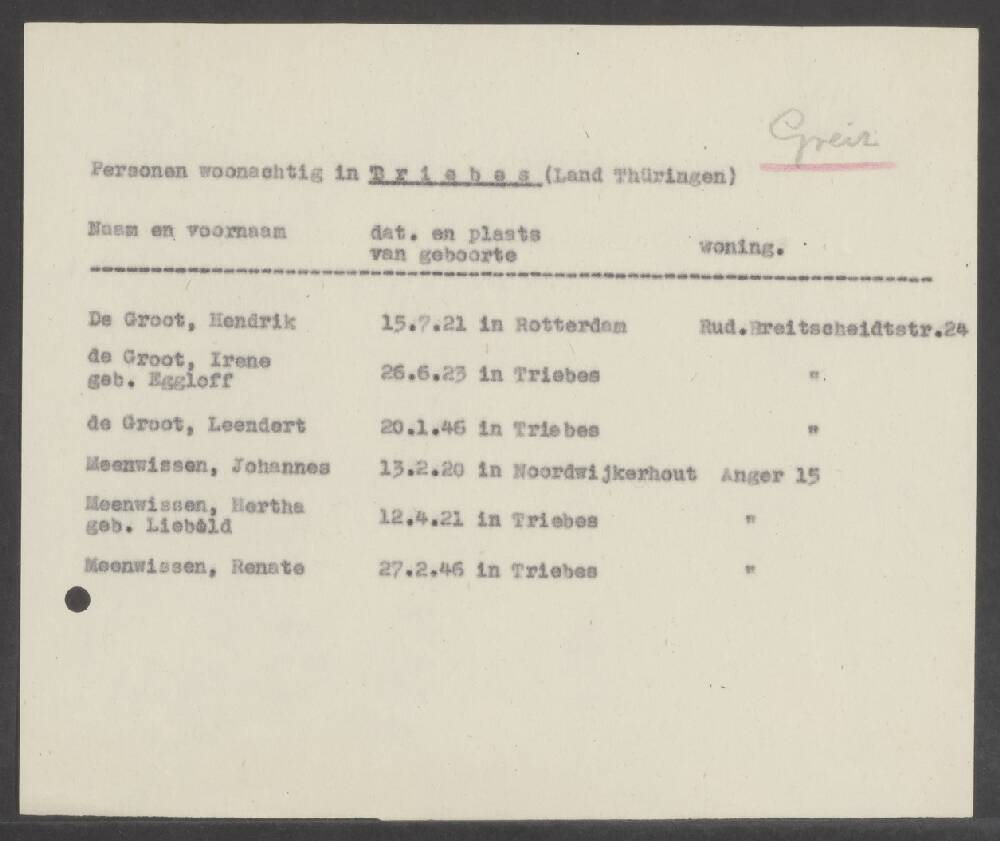 Greiz
Personen woonachtig in T r i e b e s (Land Thüringen)
Naam en voornaam dat. en plaats van geboorte woning.
De Groot, Hendrik 15.7.21 in Rotterdam Rud.Breitscheidtstr.24
de Groot, Irene
geb. Eggloff 26.6.23 in Triebes "
de Groot, Leendert 20.1.46 in Triebes "
Meenwissen, Johannes 13.2.20 in Noordwijkerhout Anger 15
Meenwissen, Hertha
geb. Liebold 12.4.21 in Triebes "
Meenwissen, Renate 27.2.46 in Triebes "